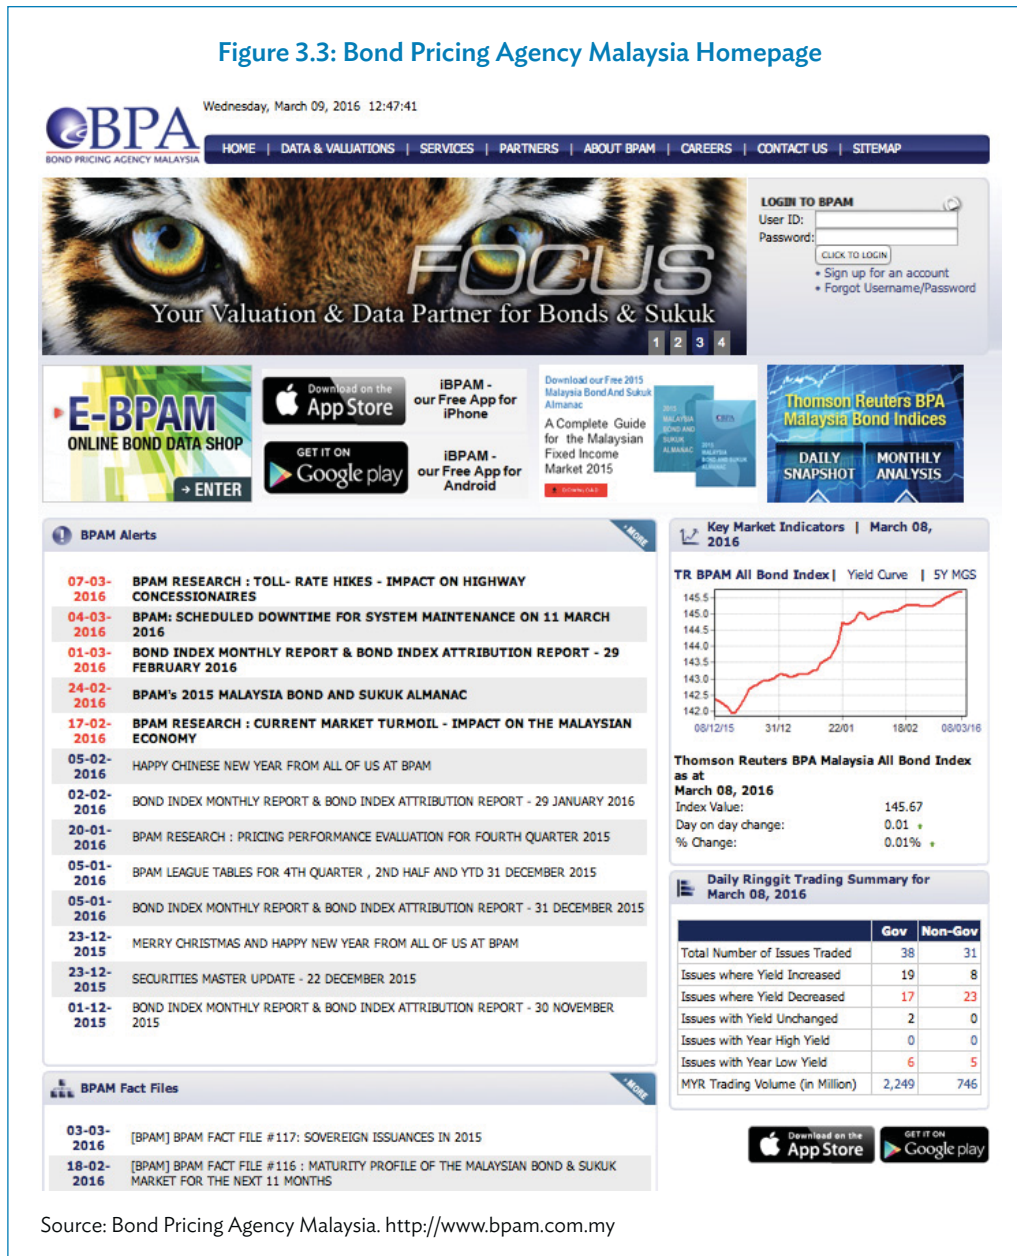 Figure 3.3: Bond Pricing Agency Malaysia Homepage
Wednesday, March 09, 2016 12:47:41
BPA
BOND PRICING AGENCY MALAYSIA
HOME | DATA & VALUATIONS | SERVICES | PARTNERS | ABOUT BPAM | CAREERS | CONTACT US | SITEMAP
FOCUS
Your Valuation & Data Partner for Bonds & Sukuk
1 2 3 4
LOGIN TO BPAM
User ID:
Password:
CLICK TO LOGIN
• Sign up for an account
• Forgot Username/Password
E-BPAM
ONLINE BOND DATA SHOP
ENTER
Download on the
App Store
iBPAM -
our Free App for
iPhone
GET IT ON
Google play
iBPAM -
our Free App for
Android
Download our Free 2015
Malaysia Bond And Sukuk
Almanac
A Complete Guide
for the Malaysian
Fixed Income
Market 2015
DOWNLOAD
2015
MALAYSIA
BOND AND
SUKUK
ALMANAC
CBPA
2015
MALAYSIA
BOND AND SUKUK
ALMANAC
Thomson Reuters BPA
Malaysia Bond Indices
DAILY
SNAPSHOT
MONTHLY
ANALYSIS
BPAM Alerts
MORE
07-03-
2016
BPAM RESEARCH : TOLL- RATE HIKES - IMPACT ON HIGHWAY
CONCESSIONAIRES
04-03-
2016
BPAM: SCHEDULED DOWNTIME FOR SYSTEM MAINTENANCE ON 11 MARCH
2016
01-03-
2016
BOND INDEX MONTHLY REPORT & BOND INDEX ATTRIBUTION REPORT - 29
FEBRUARY 2016
24-02-
2016
BPAM's 2015 MALAYSIA BOND AND SUKUK ALMANAC
17-02-
2016
BPAM RESEARCH : CURRENT MARKET TURMOIL - IMPACT ON THE MALAYSIAN
ECONOMY
05-02-
2016
HAPPY CHINESE NEW YEAR FROM ALL OF US AT BPAM
02-02-
2016
BOND INDEX MONTHLY REPORT & BOND INDEX ATTRIBUTION REPORT - 29 JANUARY 2016
20-01-
2016
BPAM RESEARCH : PRICING PERFORMANCE EVALUATION FOR FOURTH QUARTER 2015
05-01-
2016
BPAM LEAGUE TABLES FOR 4TH QUARTER , 2ND HALF AND YTD 31 DECEMBER 2015
05-01-
2016
BOND INDEX MONTHLY REPORT & BOND INDEX ATTRIBUTION REPORT - 31 DECEMBER 2015
23-12-
2015
MERRY CHRISTMAS AND HAPPY NEW YEAR FROM ALL OF US AT BPAM
23-12-
2015
SECURITIES MASTER UPDATE - 22 DECEMBER 2015
01-12-
2015
BOND INDEX MONTHLY REPORT & BOND INDEX ATTRIBUTION REPORT - 30 NOVEMBER
2015
BPAM Fact Files
MORE
03-03-
2016
[BPAM] BPAM FACT FILE #117: SOVEREIGN ISSUANCES IN 2015
18-02-
2016
[BPAM] BPAM FACT FILE #116 : MATURITY PROFILE OF THE MALAYSIAN BOND & SUKUK
MARKET FOR THE NEXT 11 MONTHS
Key Market Indicators | March 08,
2016
TR BPAM All Bond Index | Yield Curve | 5Y MGS
145.5
145.0
144.5
144.0
143.5
143.0
142.5
142.0
08/12/15 31/12 22/01 18/02 08/03/16
Thomson Reuters BPA Malaysia All Bond Index
as at
March 08, 2016
Index Value: 145.67
Day on day change: 0.01
% Change: 0.01%
Daily Ringgit Trading Summary for
March 08, 2016
Gov Non-Gov
Total Number of Issues Traded 38 31
Issues where Yield Increased 19 8
Issues where Yield Decreased 17 23
Issues with Yield Unchanged 2 0
Issues with Year High Yield 0 0
Issues with Year Low Yield 6 5
MYR Trading Volume (in Million) 2,249 746
Download on the
App Store
GET IT ON
Google play
Source: Bond Pricing Agency Malaysia. http://www.bpam.com.my